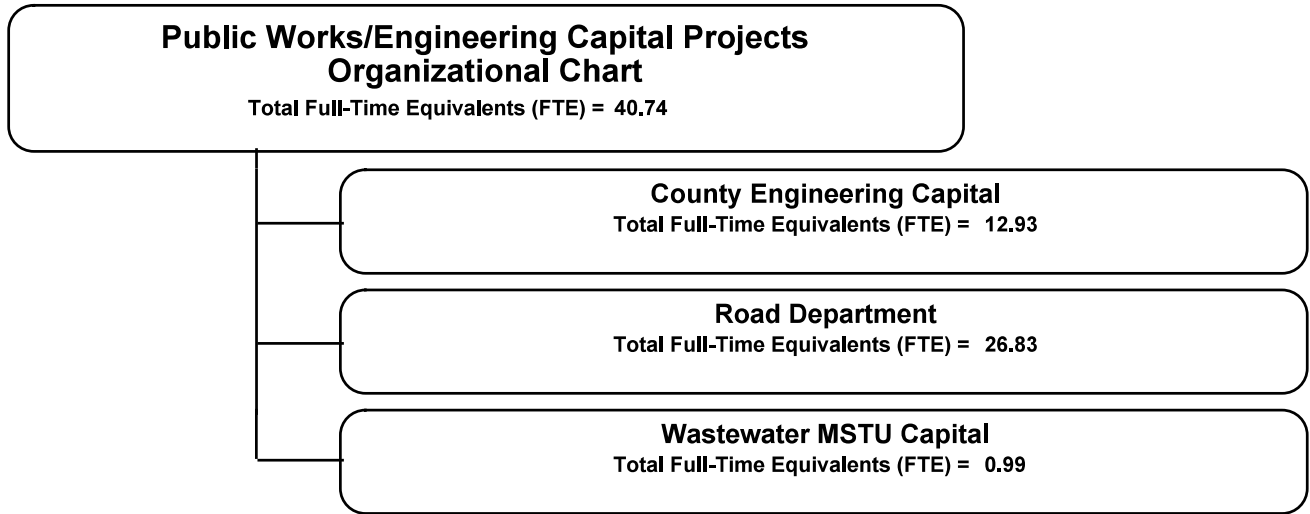 Public Works/Engineering Capital Projects
Organizational Chart
Total Full-Time Equivalents (FTE) = 40.74
County Engineering Capital
Total Full-Time Equivalents (FTE) = 12.93
Road Department
Total Full-Time Equivalents (FTE) = 26.83
Wastewater MSTU Capital
Total Full-Time Equivalents (FTE) = 0.99